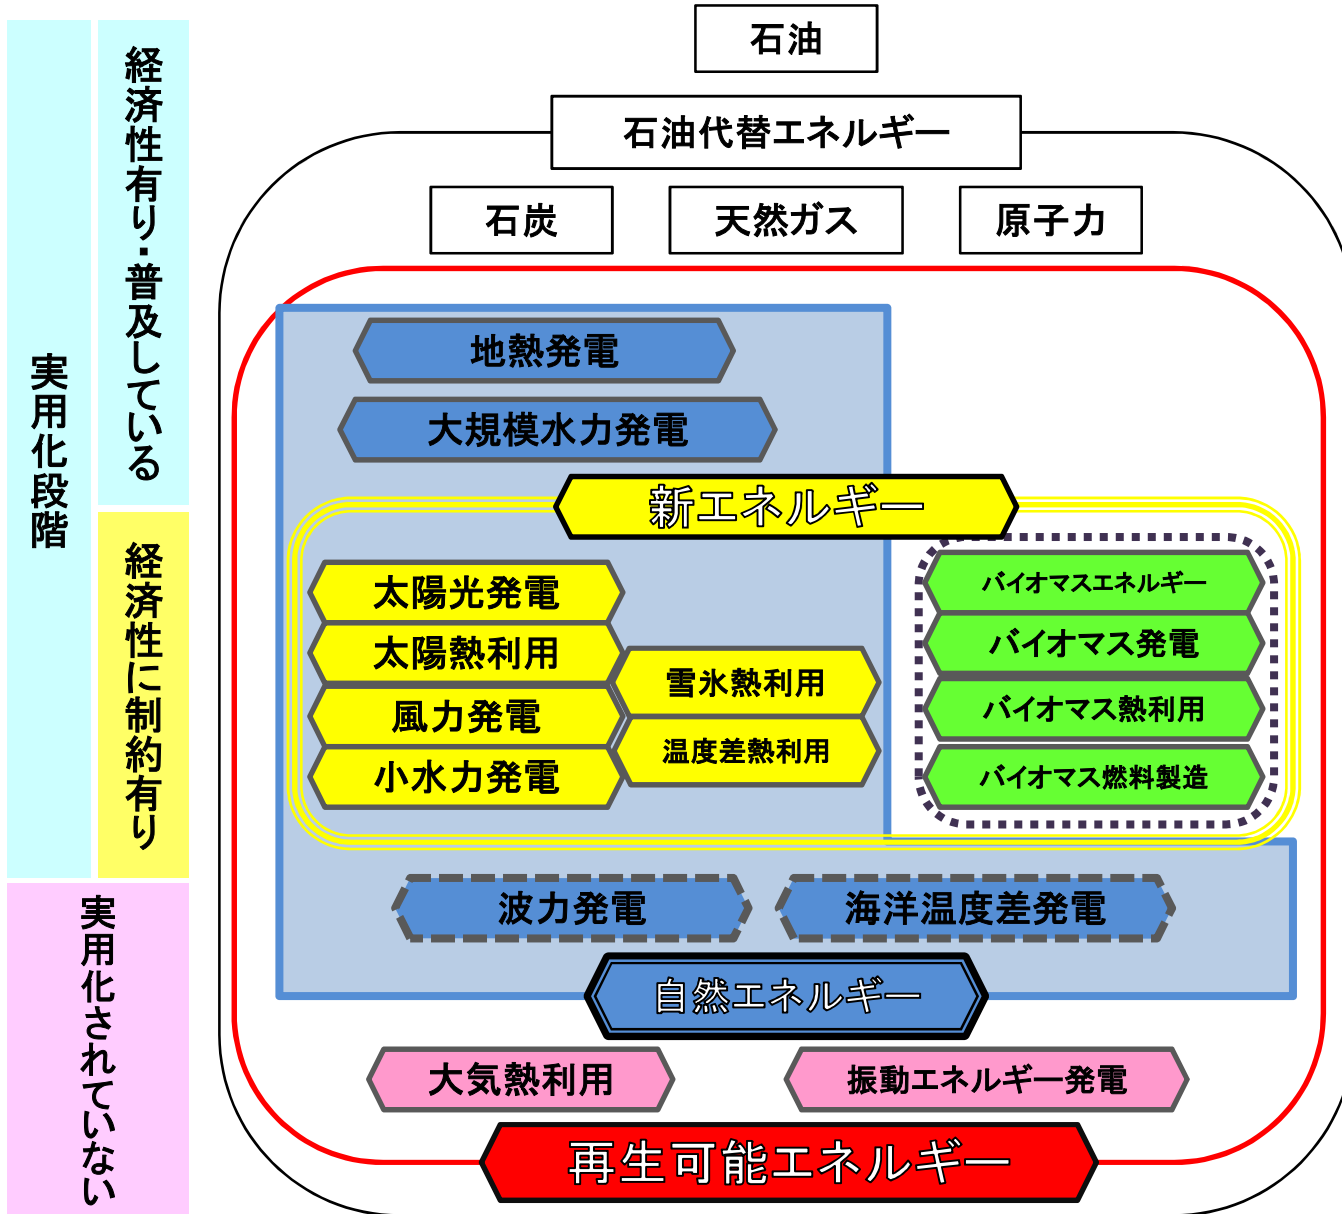 石油
石油代替エネルギー
石炭
天然ガス
原子力
実用化段階
経済性有り・普及している
経済性に制約有り
実用化されていない
地熱発電
大規模水力発電
新エネルギー
太陽光発電
太陽熱利用
風力発電
小水力発電
雪氷熱利用
温度差熱利用
バイオマスエネルギー
バイオマス発電
バイオマス熱利用
バイオマス燃料製造
波力発電
海洋温度差発電
自然エネルギー
大気熱利用
振動エネルギー発電
再生可能エネルギー